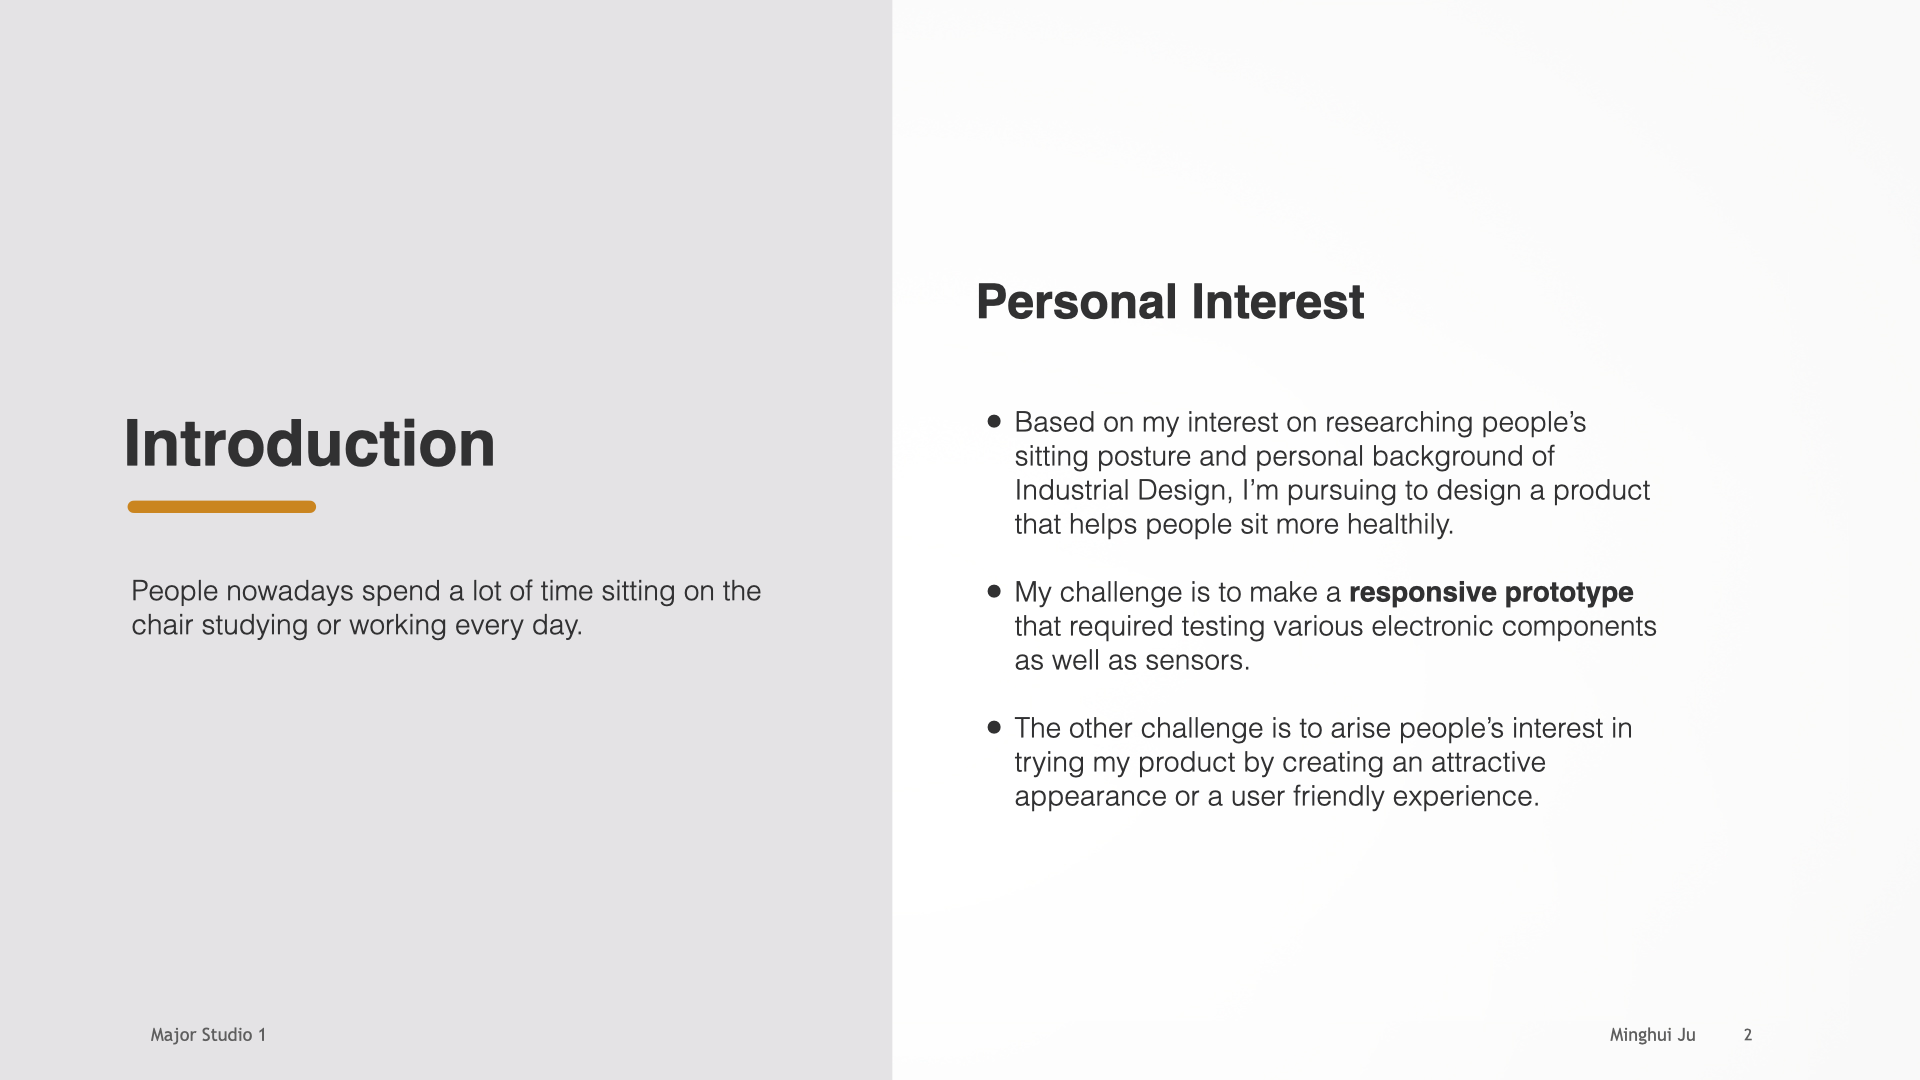 Introduction
People nowadays spend a lot of time sitting on the
chair studying or working every day.
Personal Interest
● Based on my interest on researching people’s
sitting posture and personal background of
Industrial Design, I’m pursuing to design a product
that helps people sit more healthily.
● My challenge is to make a responsive prototype
that required testing various electronic components
as well as sensors.
● The other challenge is to arise people’s interest in
trying my product by creating an attractive
appearance or a user friendly experience.
Major Studio 1
Minghui Ju 2